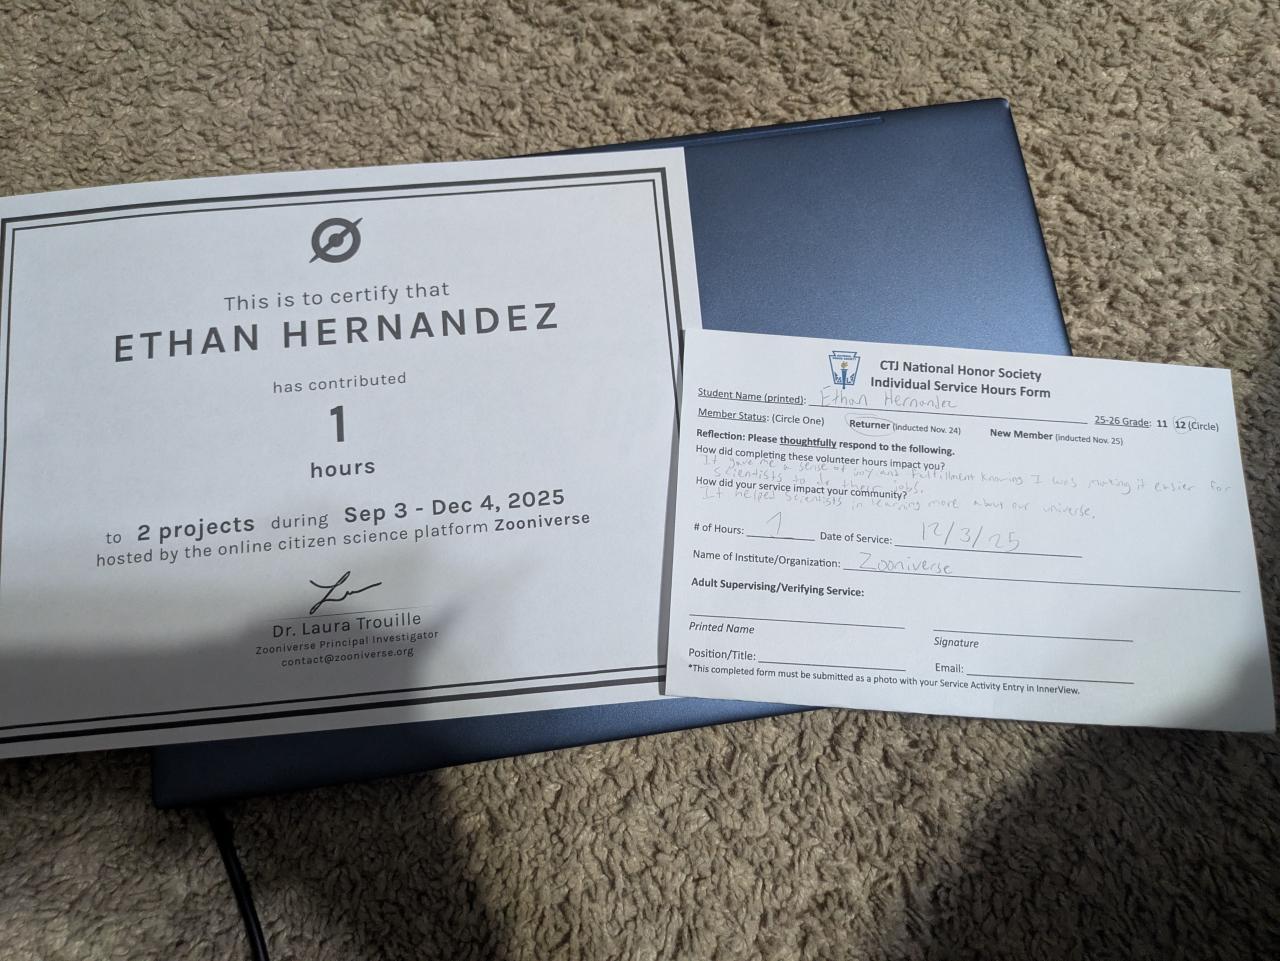 This is to certify that
ETHAN HERNANDEZ
has contributed
1
hours
to 2 projects during Sep 3 - Dec 4, 2025
hosted by the online citizen science platform Zooniverse
Dr. Laura Trouille
Zooniverse Principal Investigator
contact@zooniverse.org
CTJ National Honor Society
Individual Service Hours Form
Student Name (printed): Ethan Hernandez
25-26 Grade: 11 12 (Circle)
Member Status: (Circle One) Returner (inducted Nov. 24) New Member (inducted Nov. 25)
Reflection: Please thoughtfully respond to the following.
How did completing these volunteer hours impact you?
It gave me a sense of joy and fulfillment knowing I was making it easier for
scientists to do their jobs.
How did your service impact your community?
It helped scientists in learning more about our universe.
# of Hours: 1 Date of Service: 12/3/25
Name of Institute/Organization: Zooniverse
Adult Supervising/Verifying Service:
Printed Name Signature
Position/Title: Email:
*This completed form must be submitted as a photo with your Service Activity Entry in InnerView.